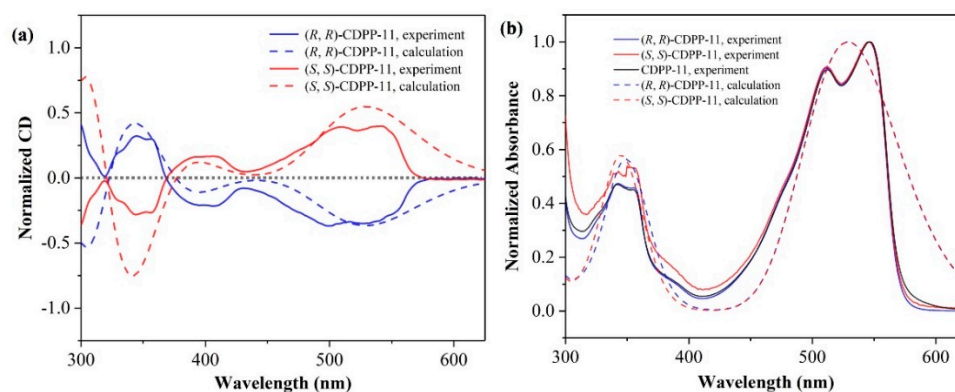 (a)
(R, R)-CDPP-11, experiment
(R, R)-CDPP-11, calculation
(S, S)-CDPP-11, experiment
(S, S)-CDPP-11, calculation
Normalized CD
1.0
0.5
0.0
-0.5
-1.0
300
400
500
600
Wavelength (nm)
(b)
(R, R)-CDPP-11, experiment
(S, S)-CDPP-11, experiment
CDPP-11, experiment
(R, R)-CDPP-11, calculation
(S, S)-CDPP-11, calculation
Normalized Absorbance
1.0
0.8
0.6
0.4
0.2
0.0
300
400
500
600
Wavelength (nm)